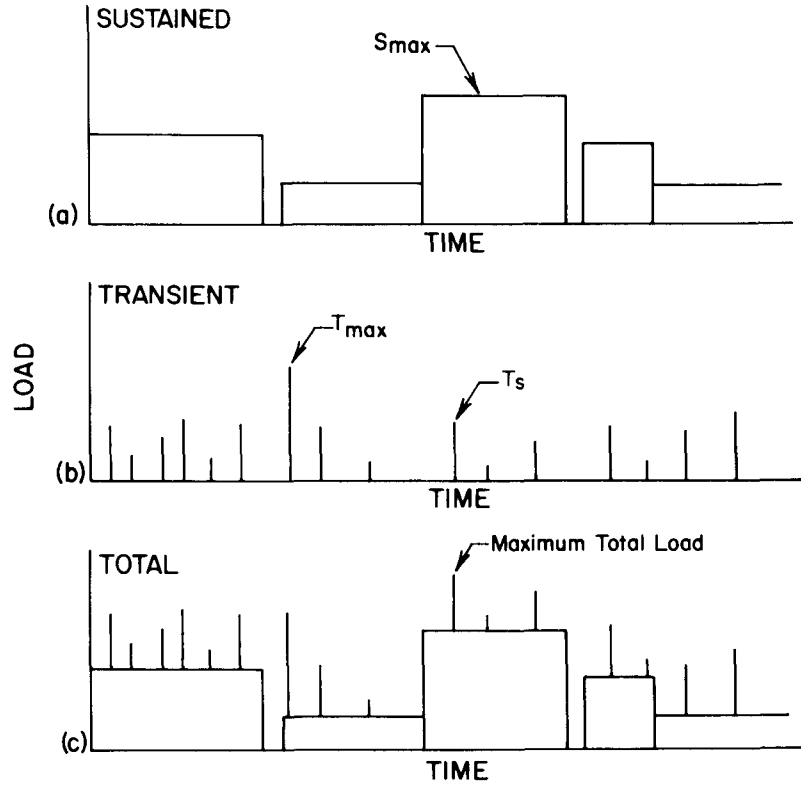 SUSTAINED
Smax
(a)
TIME
TRANSIENT
Tmax
Ts
LOAD
(b)
TIME
Maximum Total Load
TOTAL
(c)
TIME